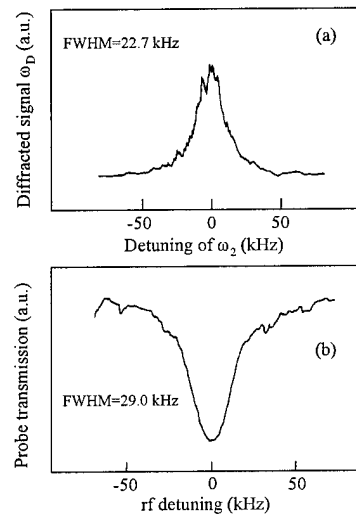 FWHM=22.7 kHz
(a)
Diffracted signal ω_D (a.u.)
-50 0 50
Detuning of ω₂ (kHz)
Probe transmission (a.u.)
(b)
FWHM=29.0 kHz
-50 0 50
rf detuning (kHz)